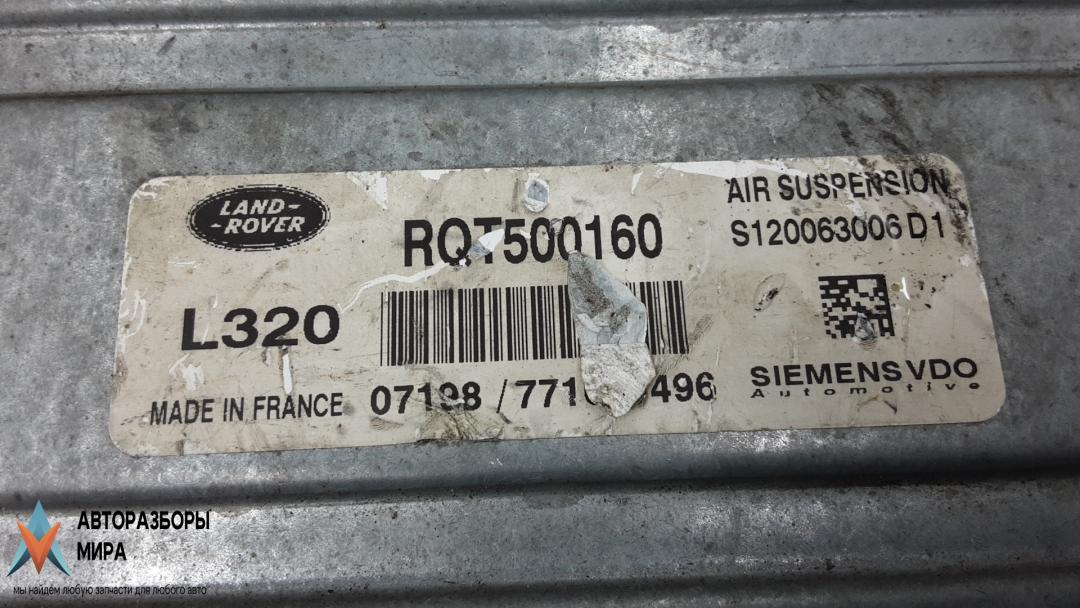 LAND-
-ROVER
RQT500160
AIR SUSPENSION
S120063006 D1
L320
SIEMENS VDO
Automotive
MADE IN FRANCE
07198 /
АВТОРАЗБОРЫ
МИРА
мы найдём любую запчасти для любого авто